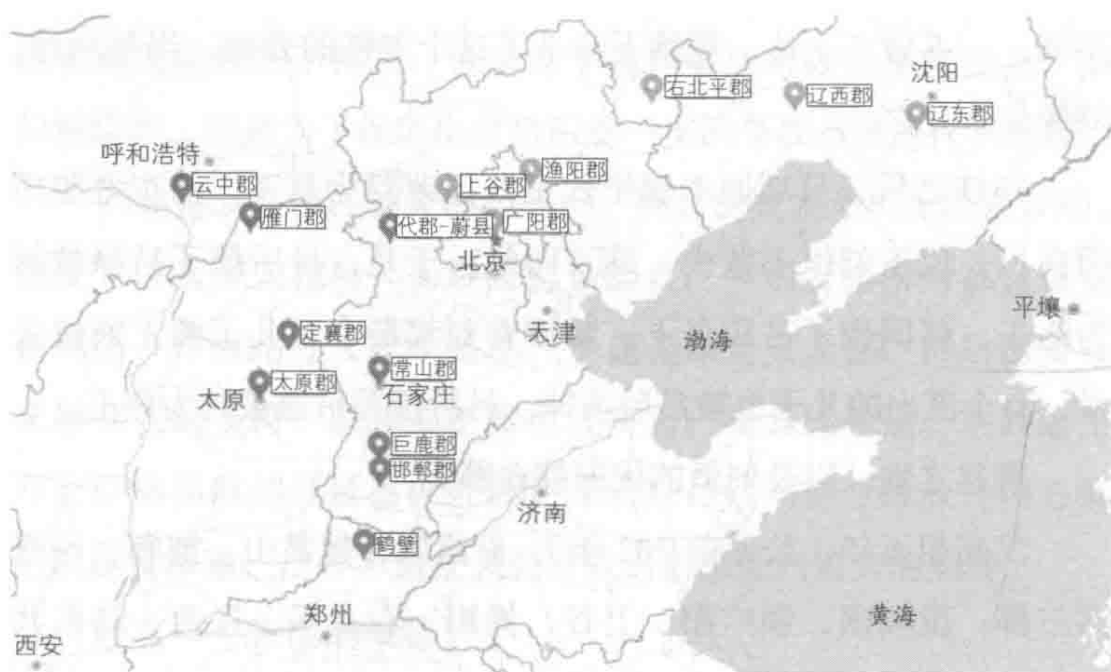 沈阳
右北平郡
辽西郡
辽东郡
呼和浩特
云中郡
上谷郡
渔阳郡
雁门郡
代郡-蔚县
广阳郡
北京
天津
渤海
平壤
定襄郡
常山郡
太原郡
太原
石家庄
巨鹿郡
邯郸郡
济南
鹤壁
郑州
黄海
西安